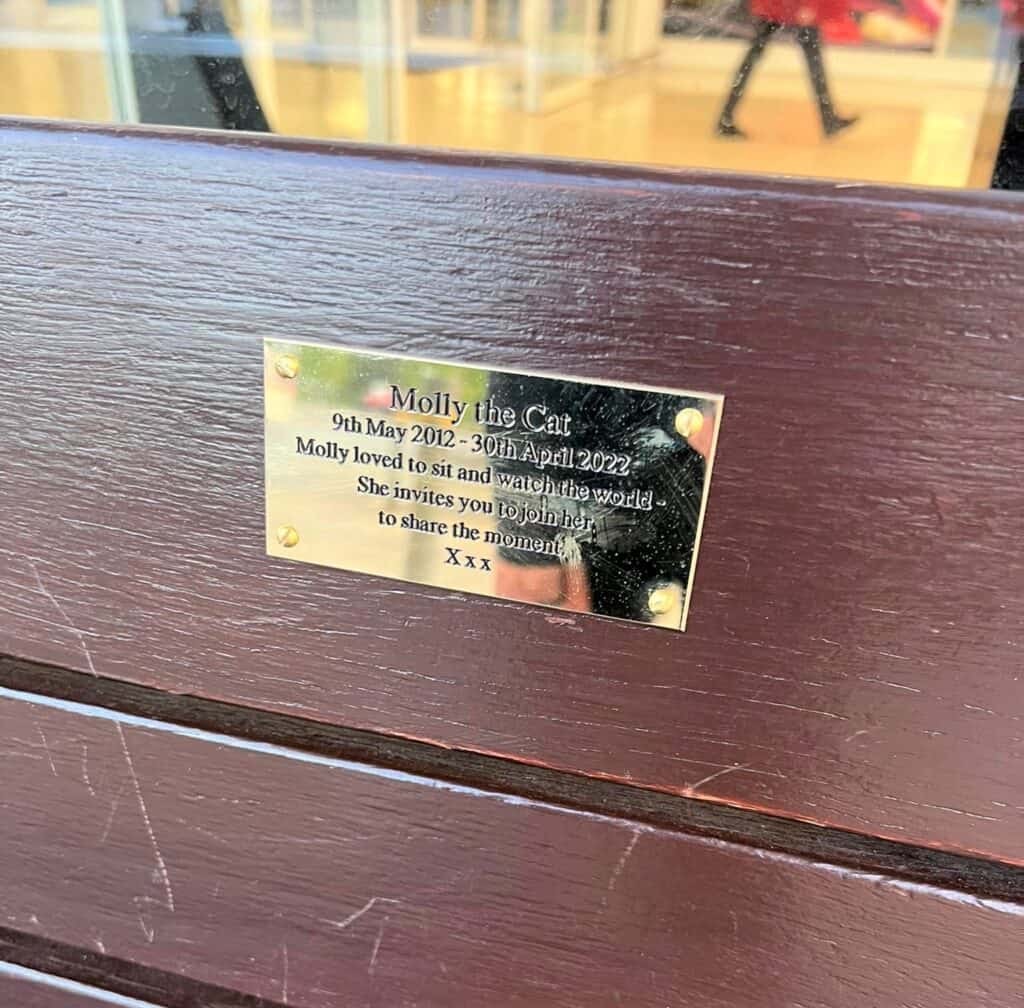 Molly the Cat
9th May 2012 - 30th April 2022
Molly loved to sit and watch the world -
She invites you to join her,
to share the moment.
X x x